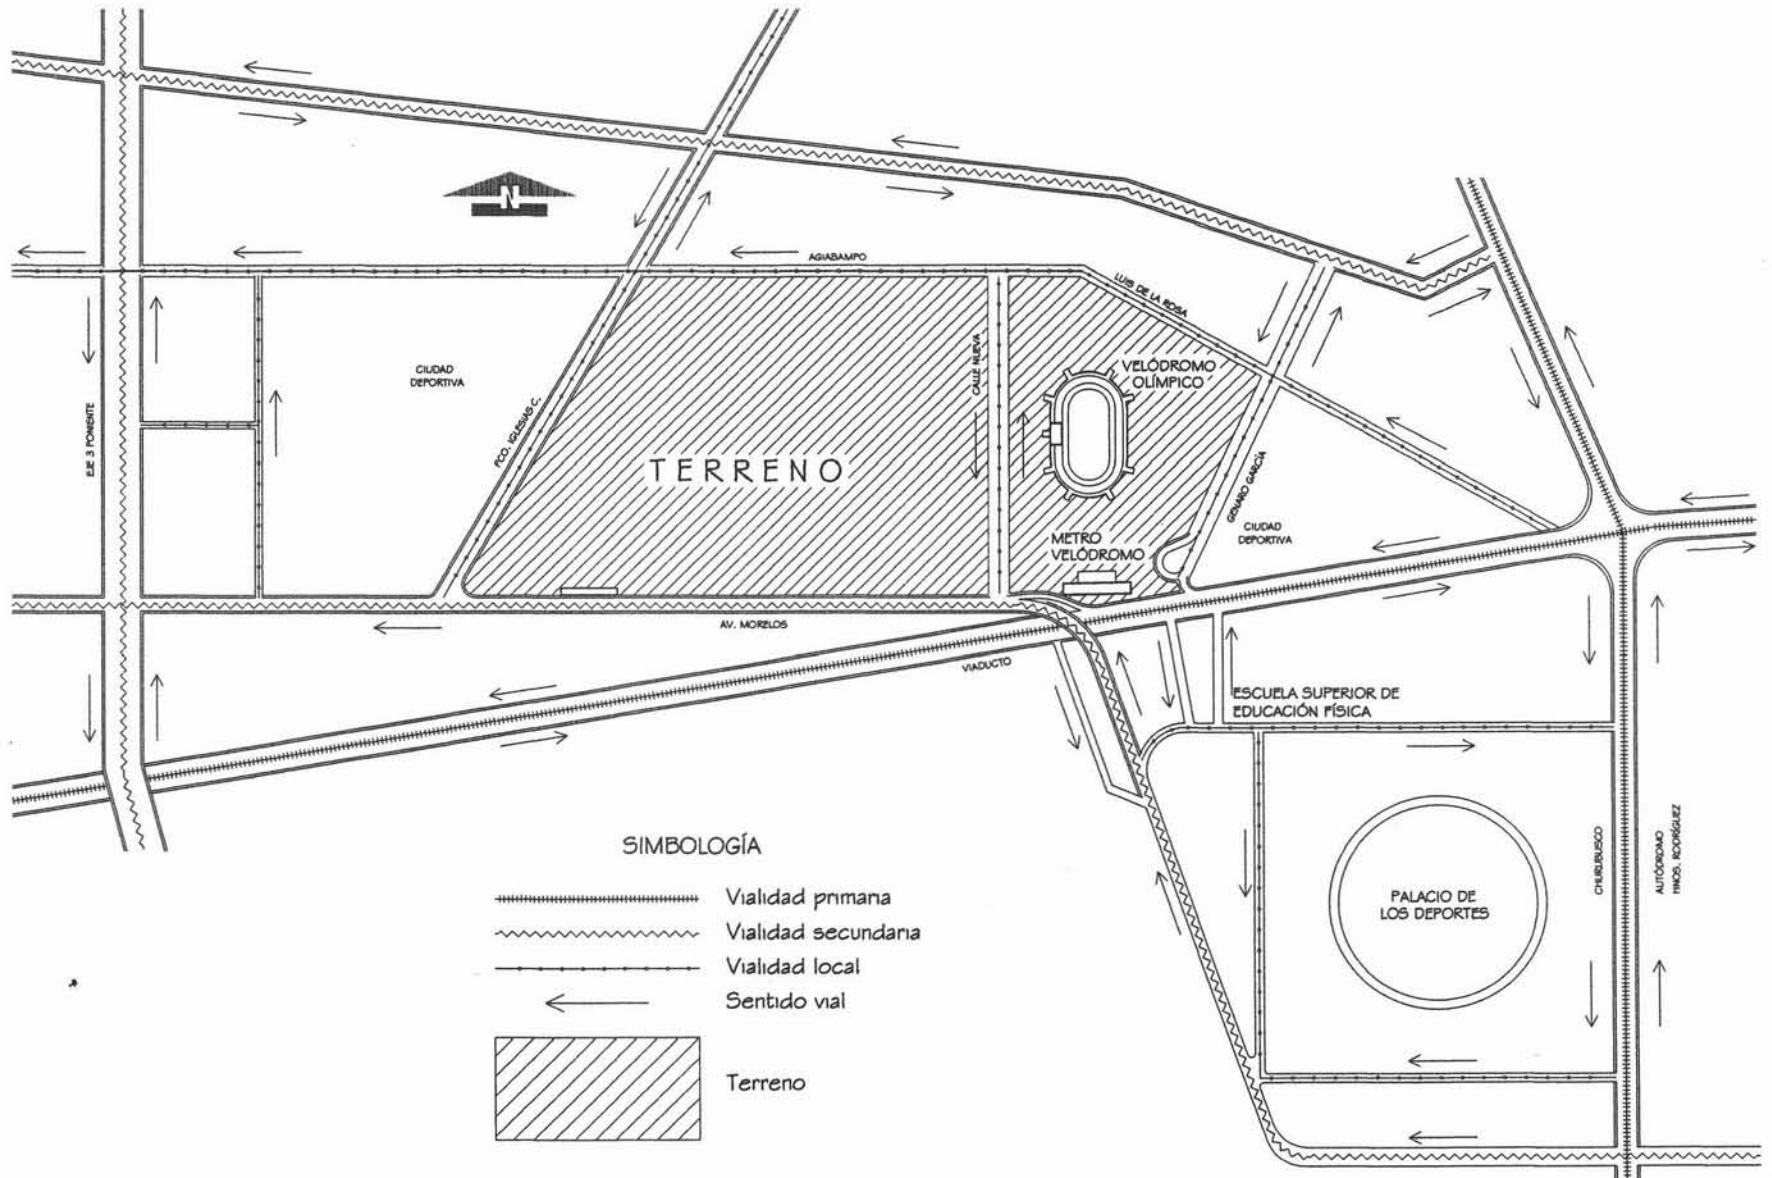 N
AGIABAMPO
LUIS DE LA ROSA
CIUDAD
DEPORTIVA
EJE 3 PONIENTE
FCO. IGLESIAS C.
CALLE NUEVA
VELÓDROMO
OLÍMPICO
TERRENO
GENARO GARCÍA
CIUDAD
DEPORTIVA
METRO
VELÓDROMO
AV. MORELOS
VIADUCTO
ESCUELA SUPERIOR DE
EDUCACIÓN FÍSICA
SIMBOLOGÍA
Vialidad primaria
Vialidad secundaria
Vialidad local
Sentido vial
Terreno
PALACIO DE
LOS DEPORTES
CHURUBUSCO
AUTÓDROMO
HNOS. RODRÍGUEZ